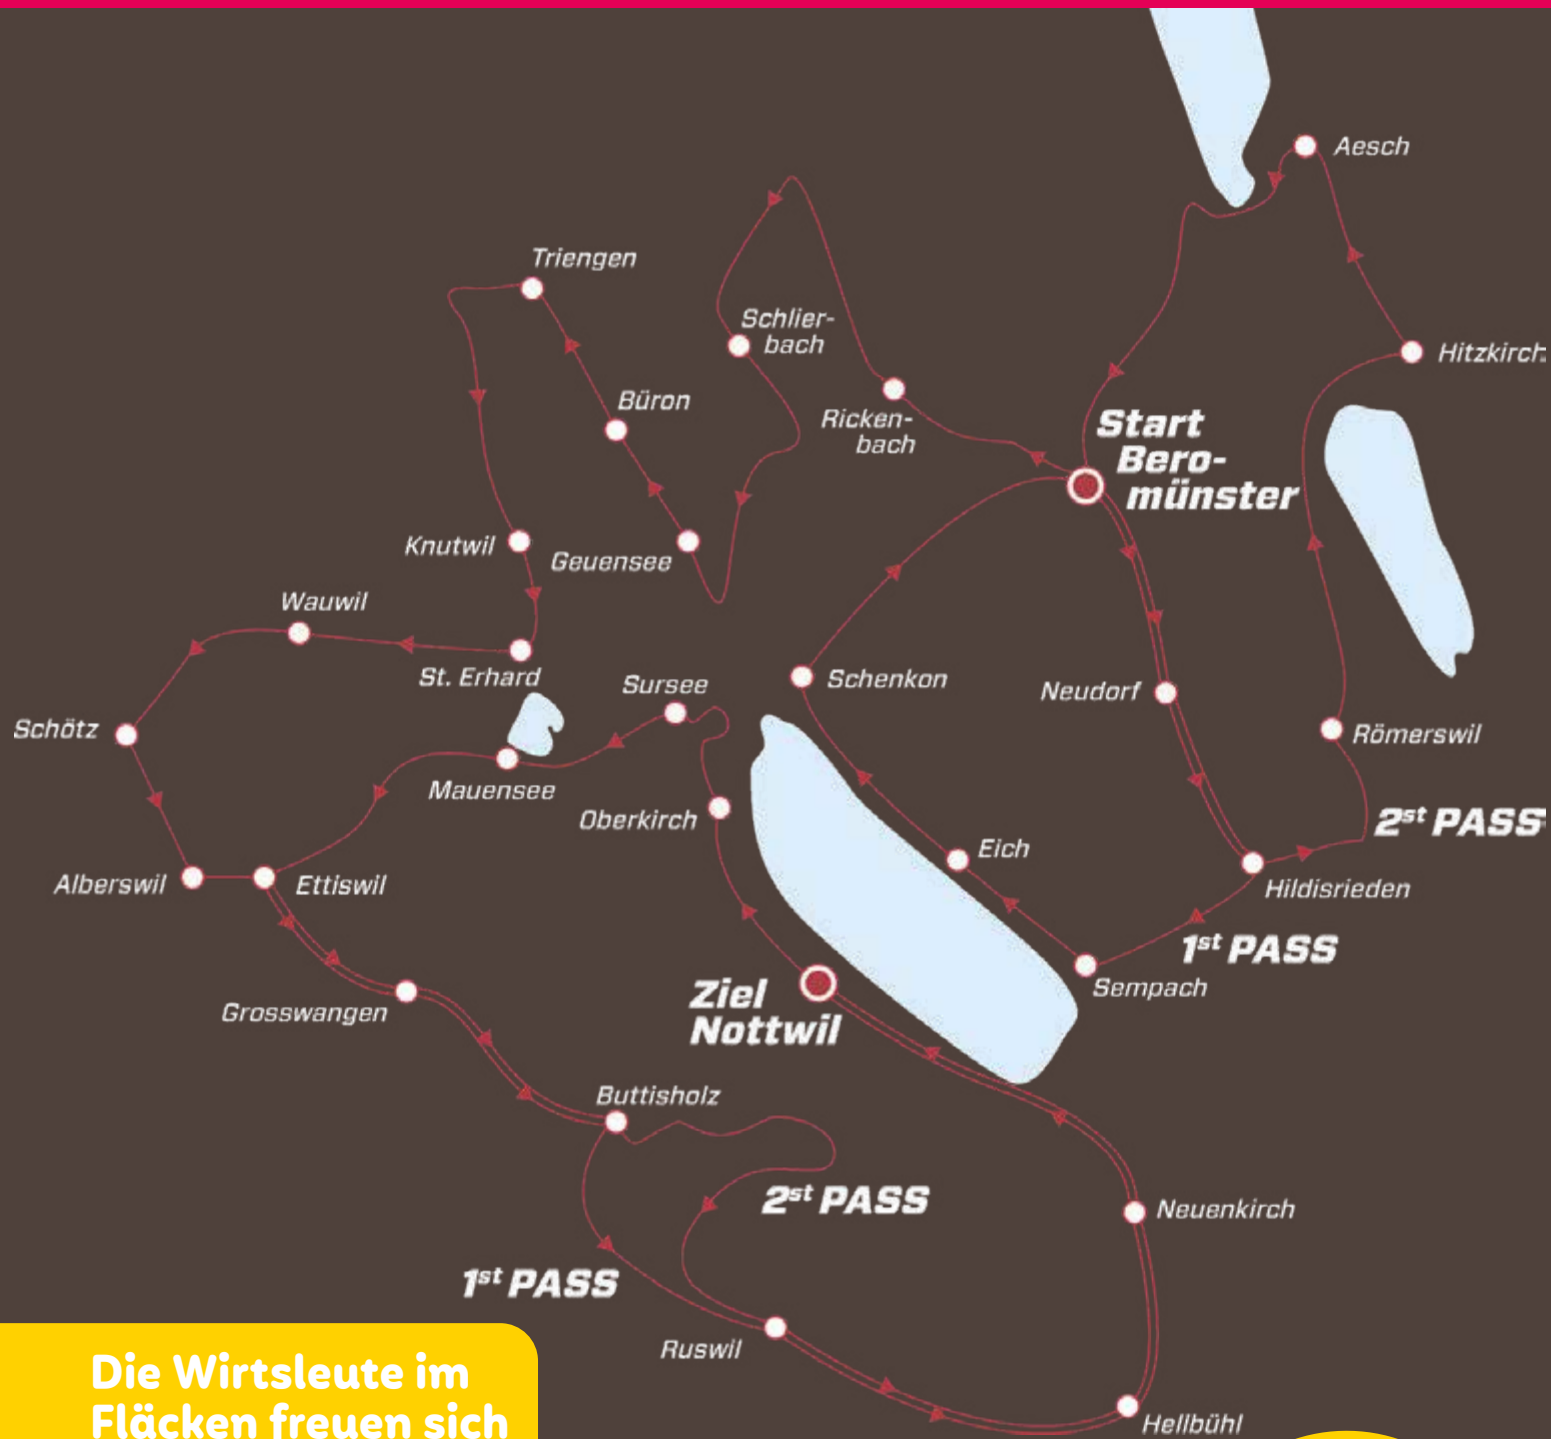 Aesch
Triengen
Schlier-
bach
Hitzkirch
Büron
Ricken-
bach
Start
Bero-
münster
Knutwil
Geuensee
Wauwil
St. Erhard
Sursee
Schenkon
Neudorf
Schötz
Römerswil
Mauensee
Oberkirch
2st PASS
Eich
Alberswil
Ettiswil
Hildisrieden
1st PASS
Sempach
Ziel
Nottwil
Grosswangen
Buttisholz
2st PASS
Neuenkirch
1st PASS
Ruswil
Hellbühl
Die Wirtsleute im
Fläcken freuen sich